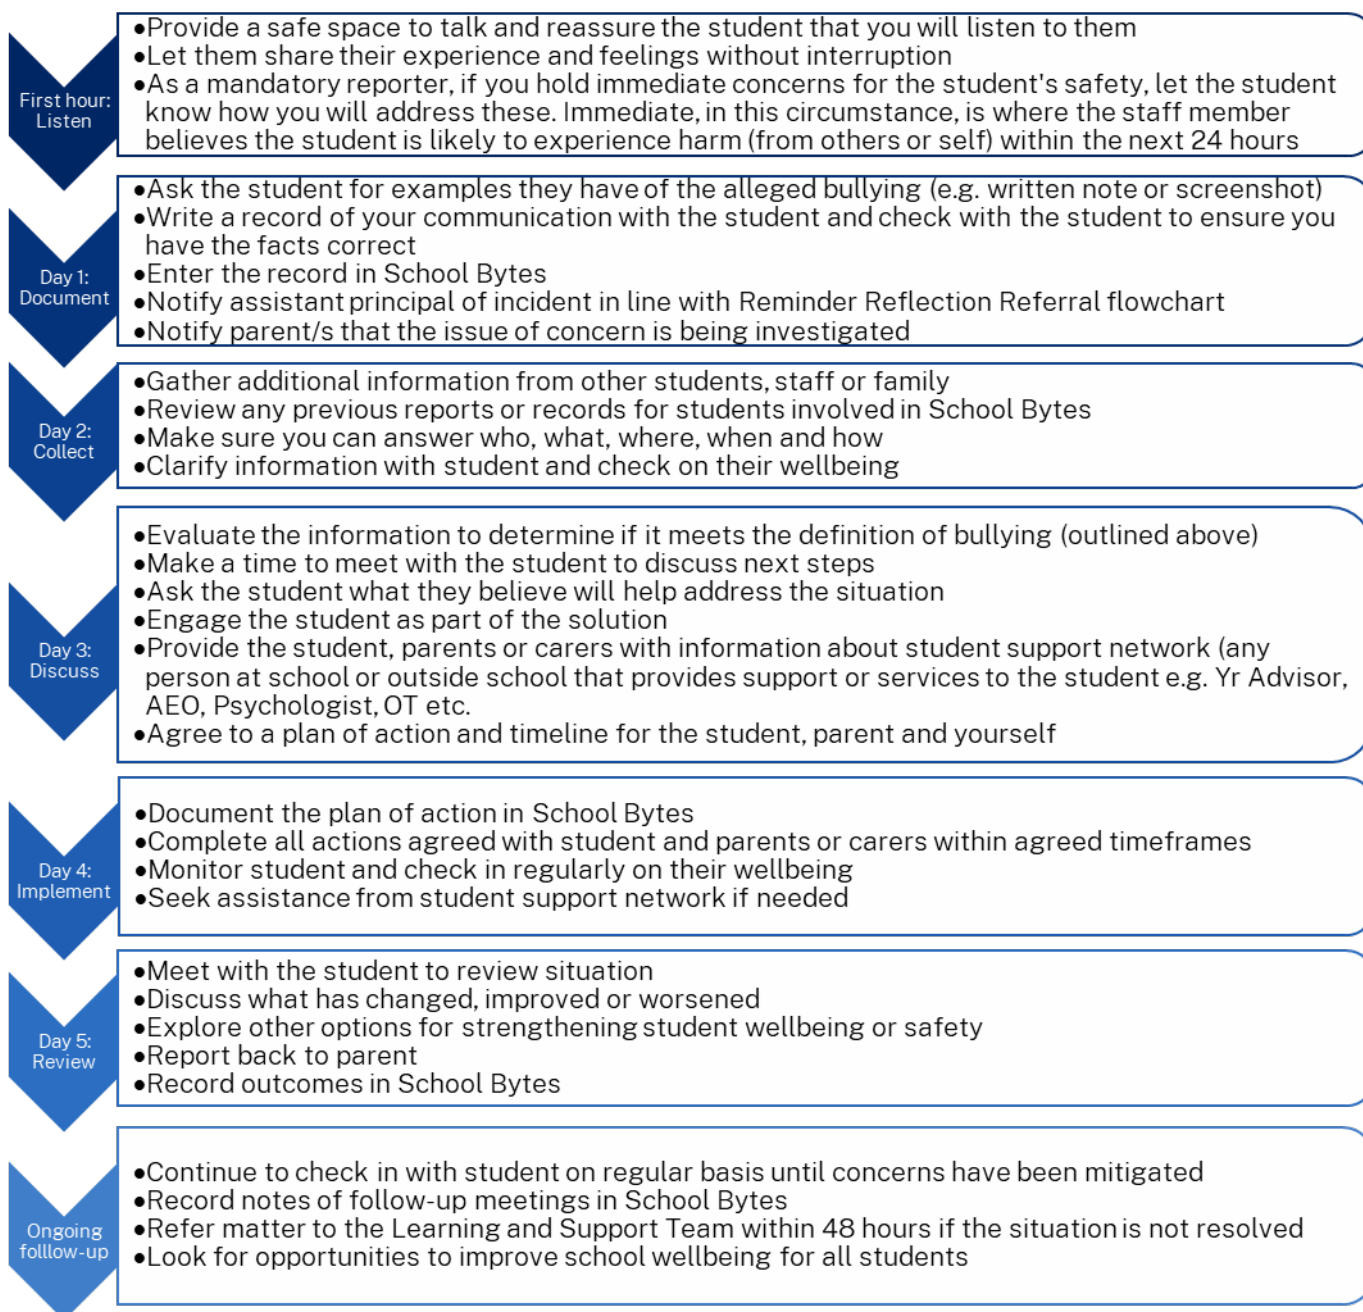 First hour:
Listen
•Provide a safe space to talk and reassure the student that you will listen to them
•Let them share their experience and feelings without interruption
•As a mandatory reporter, if you hold immediate concerns for the student's safety, let the student
know how you will address these. Immediate, in this circumstance, is where the staff member
believes the student is likely to experience harm (from others or self) within the next 24 hours
Day 1:
Document
•Ask the student for examples they have of the alleged bullying (e.g. written note or screenshot)
•Write a record of your communication with the student and check with the student to ensure you
have the facts correct
•Enter the record in School Bytes
•Notify assistant principal of incident in line with Reminder Reflection Referral flowchart
•Notify parent/s that the issue of concern is being investigated
Day 2:
Collect
•Gather additional information from other students, staff or family
•Review any previous reports or records for students involved in School Bytes
•Make sure you can answer who, what, where, when and how
•Clarify information with student and check on their wellbeing
Day 3:
Discuss
•Evaluate the information to determine if it meets the definition of bullying (outlined above)
•Make a time to meet with the student to discuss next steps
•Ask the student what they believe will help address the situation
•Engage the student as part of the solution
•Provide the student, parents or carers with information about student support network (any
person at school or outside school that provides support or services to the student e.g. Yr Advisor,
AEO, Psychologist, OT etc.
•Agree to a plan of action and timeline for the student, parent and yourself
Day 4:
Implement
•Document the plan of action in School Bytes
•Complete all actions agreed with student and parents or carers within agreed timeframes
•Monitor student and check in regularly on their wellbeing
•Seek assistance from student support network if needed
Day 5:
Review
•Meet with the student to review situation
•Discuss what has changed, improved or worsened
•Explore other options for strengthening student wellbeing or safety
•Report back to parent
•Record outcomes in School Bytes
Ongoing
folllow-up
•Continue to check in with student on regular basis until concerns have been mitigated
•Record notes of follow-up meetings in School Bytes
•Refer matter to the Learning and Support Team within 48 hours if the situation is not resolved
•Look for opportunities to improve school wellbeing for all students